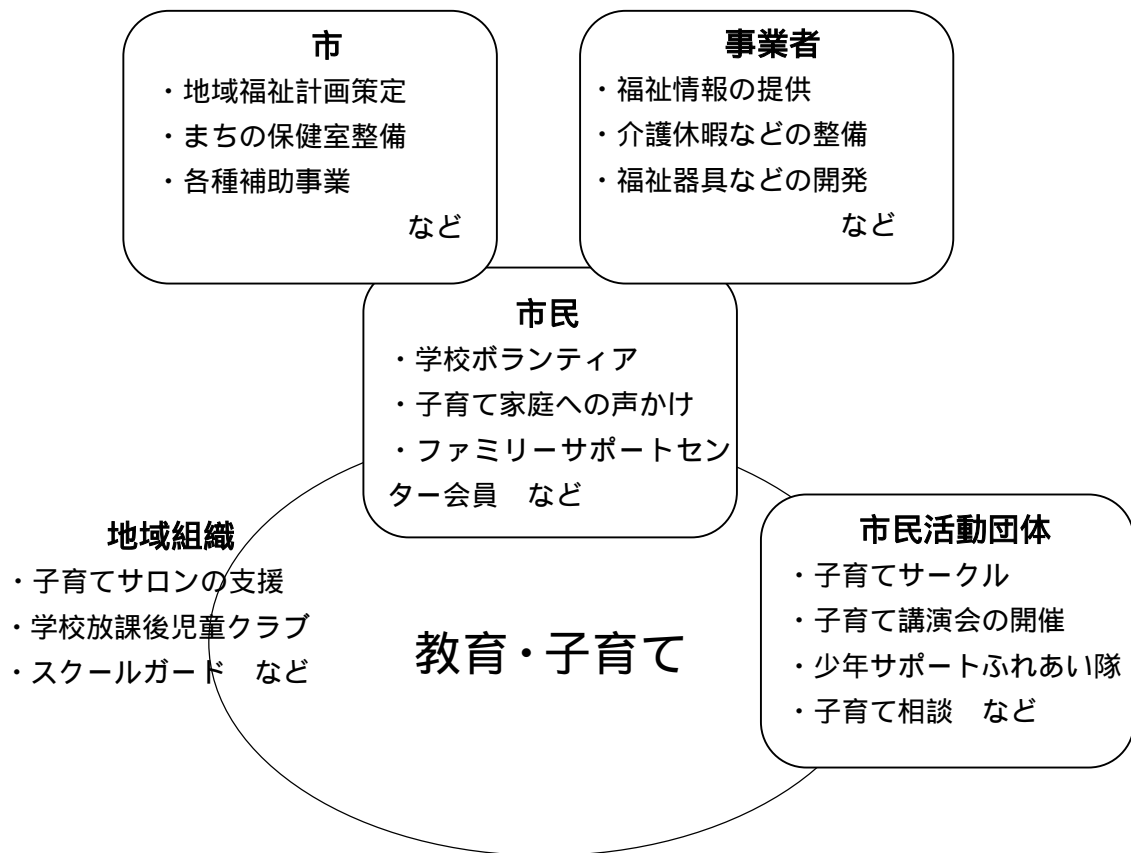 市
・地域福祉計画策定
・まちの保健室整備
・各種補助事業
など
事業者
・福祉情報の提供
・介護休暇などの整備
・福祉器具などの開発
など
市民
・学校ボランティア
・子育て家庭への声かけ
・ファミリーサポートセン
ター会員　など
地域組織
・子育てサロンの支援
・学校放課後児童クラブ
・スクールガード　など
教育・子育て
市民活動団体
・子育てサークル
・子育て講演会の開催
・少年サポートふれあい隊
・子育て相談　など